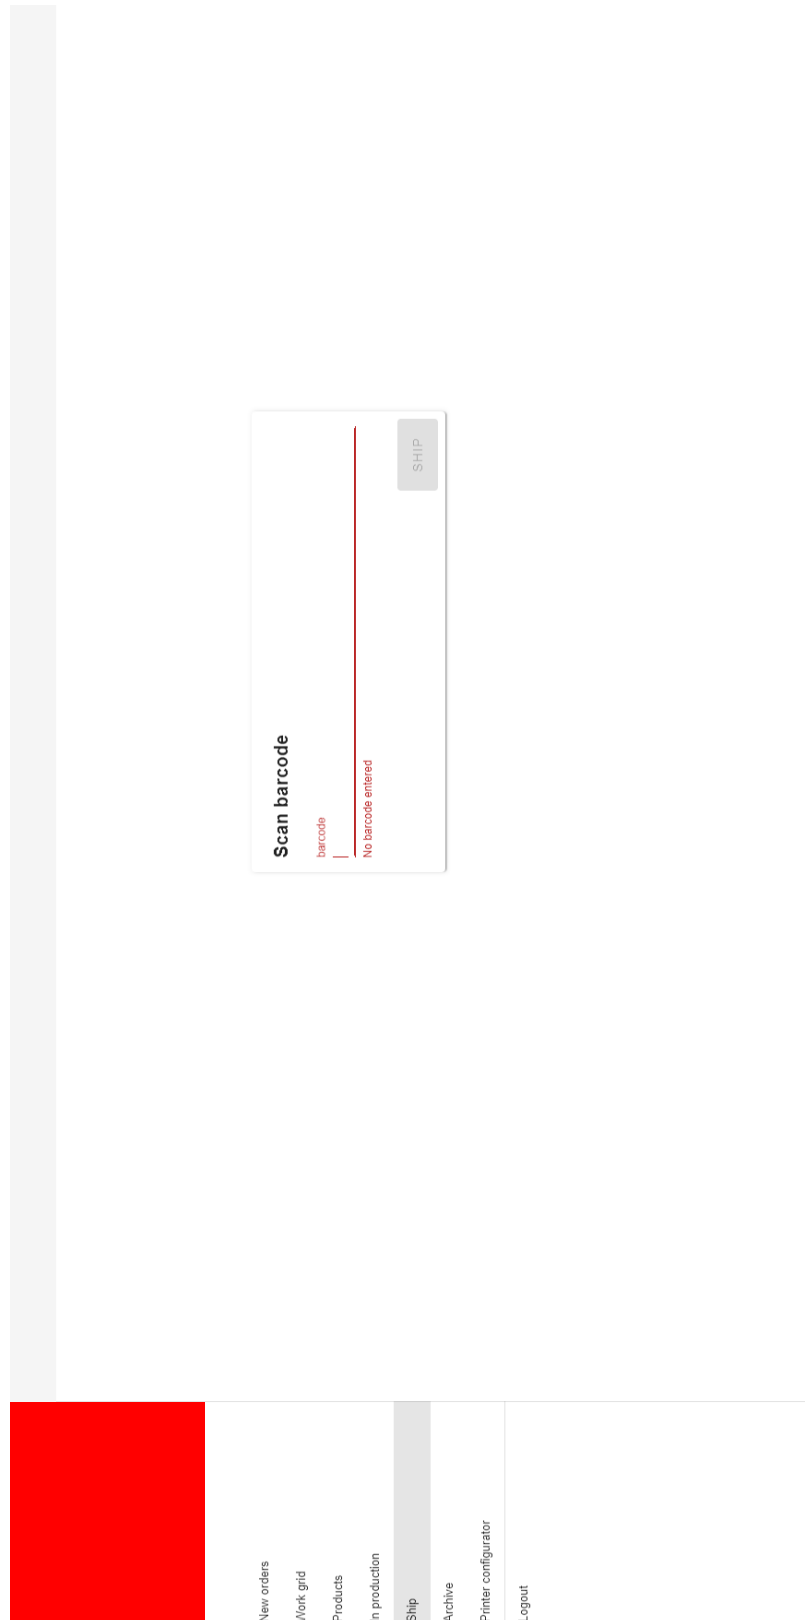 New orders
Work grid
Products
In production
Ship
Archive
Printer configurator
Logout
Scan barcode
barcode
No barcode entered
SHIP